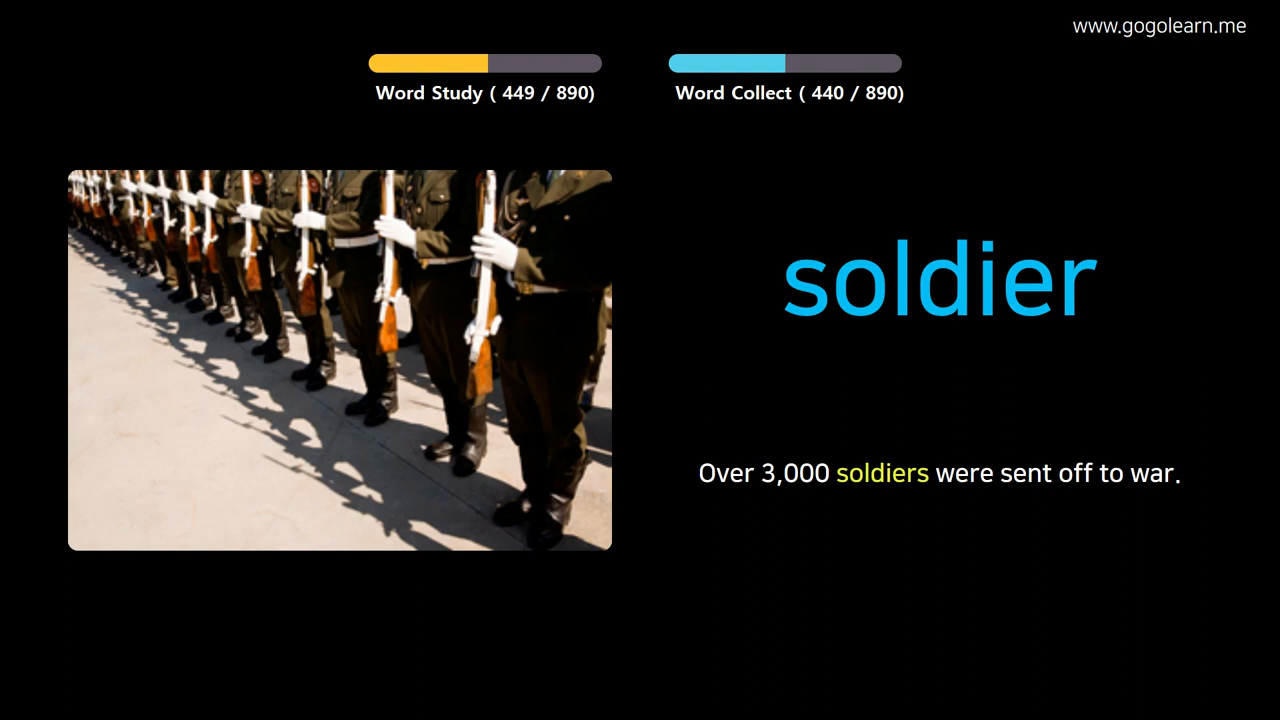 www.gogolearn.me
Word Study ( 449 / 890)
Word Collect ( 440 / 890)
soldier
Over 3,000 soldiers were sent off to war.